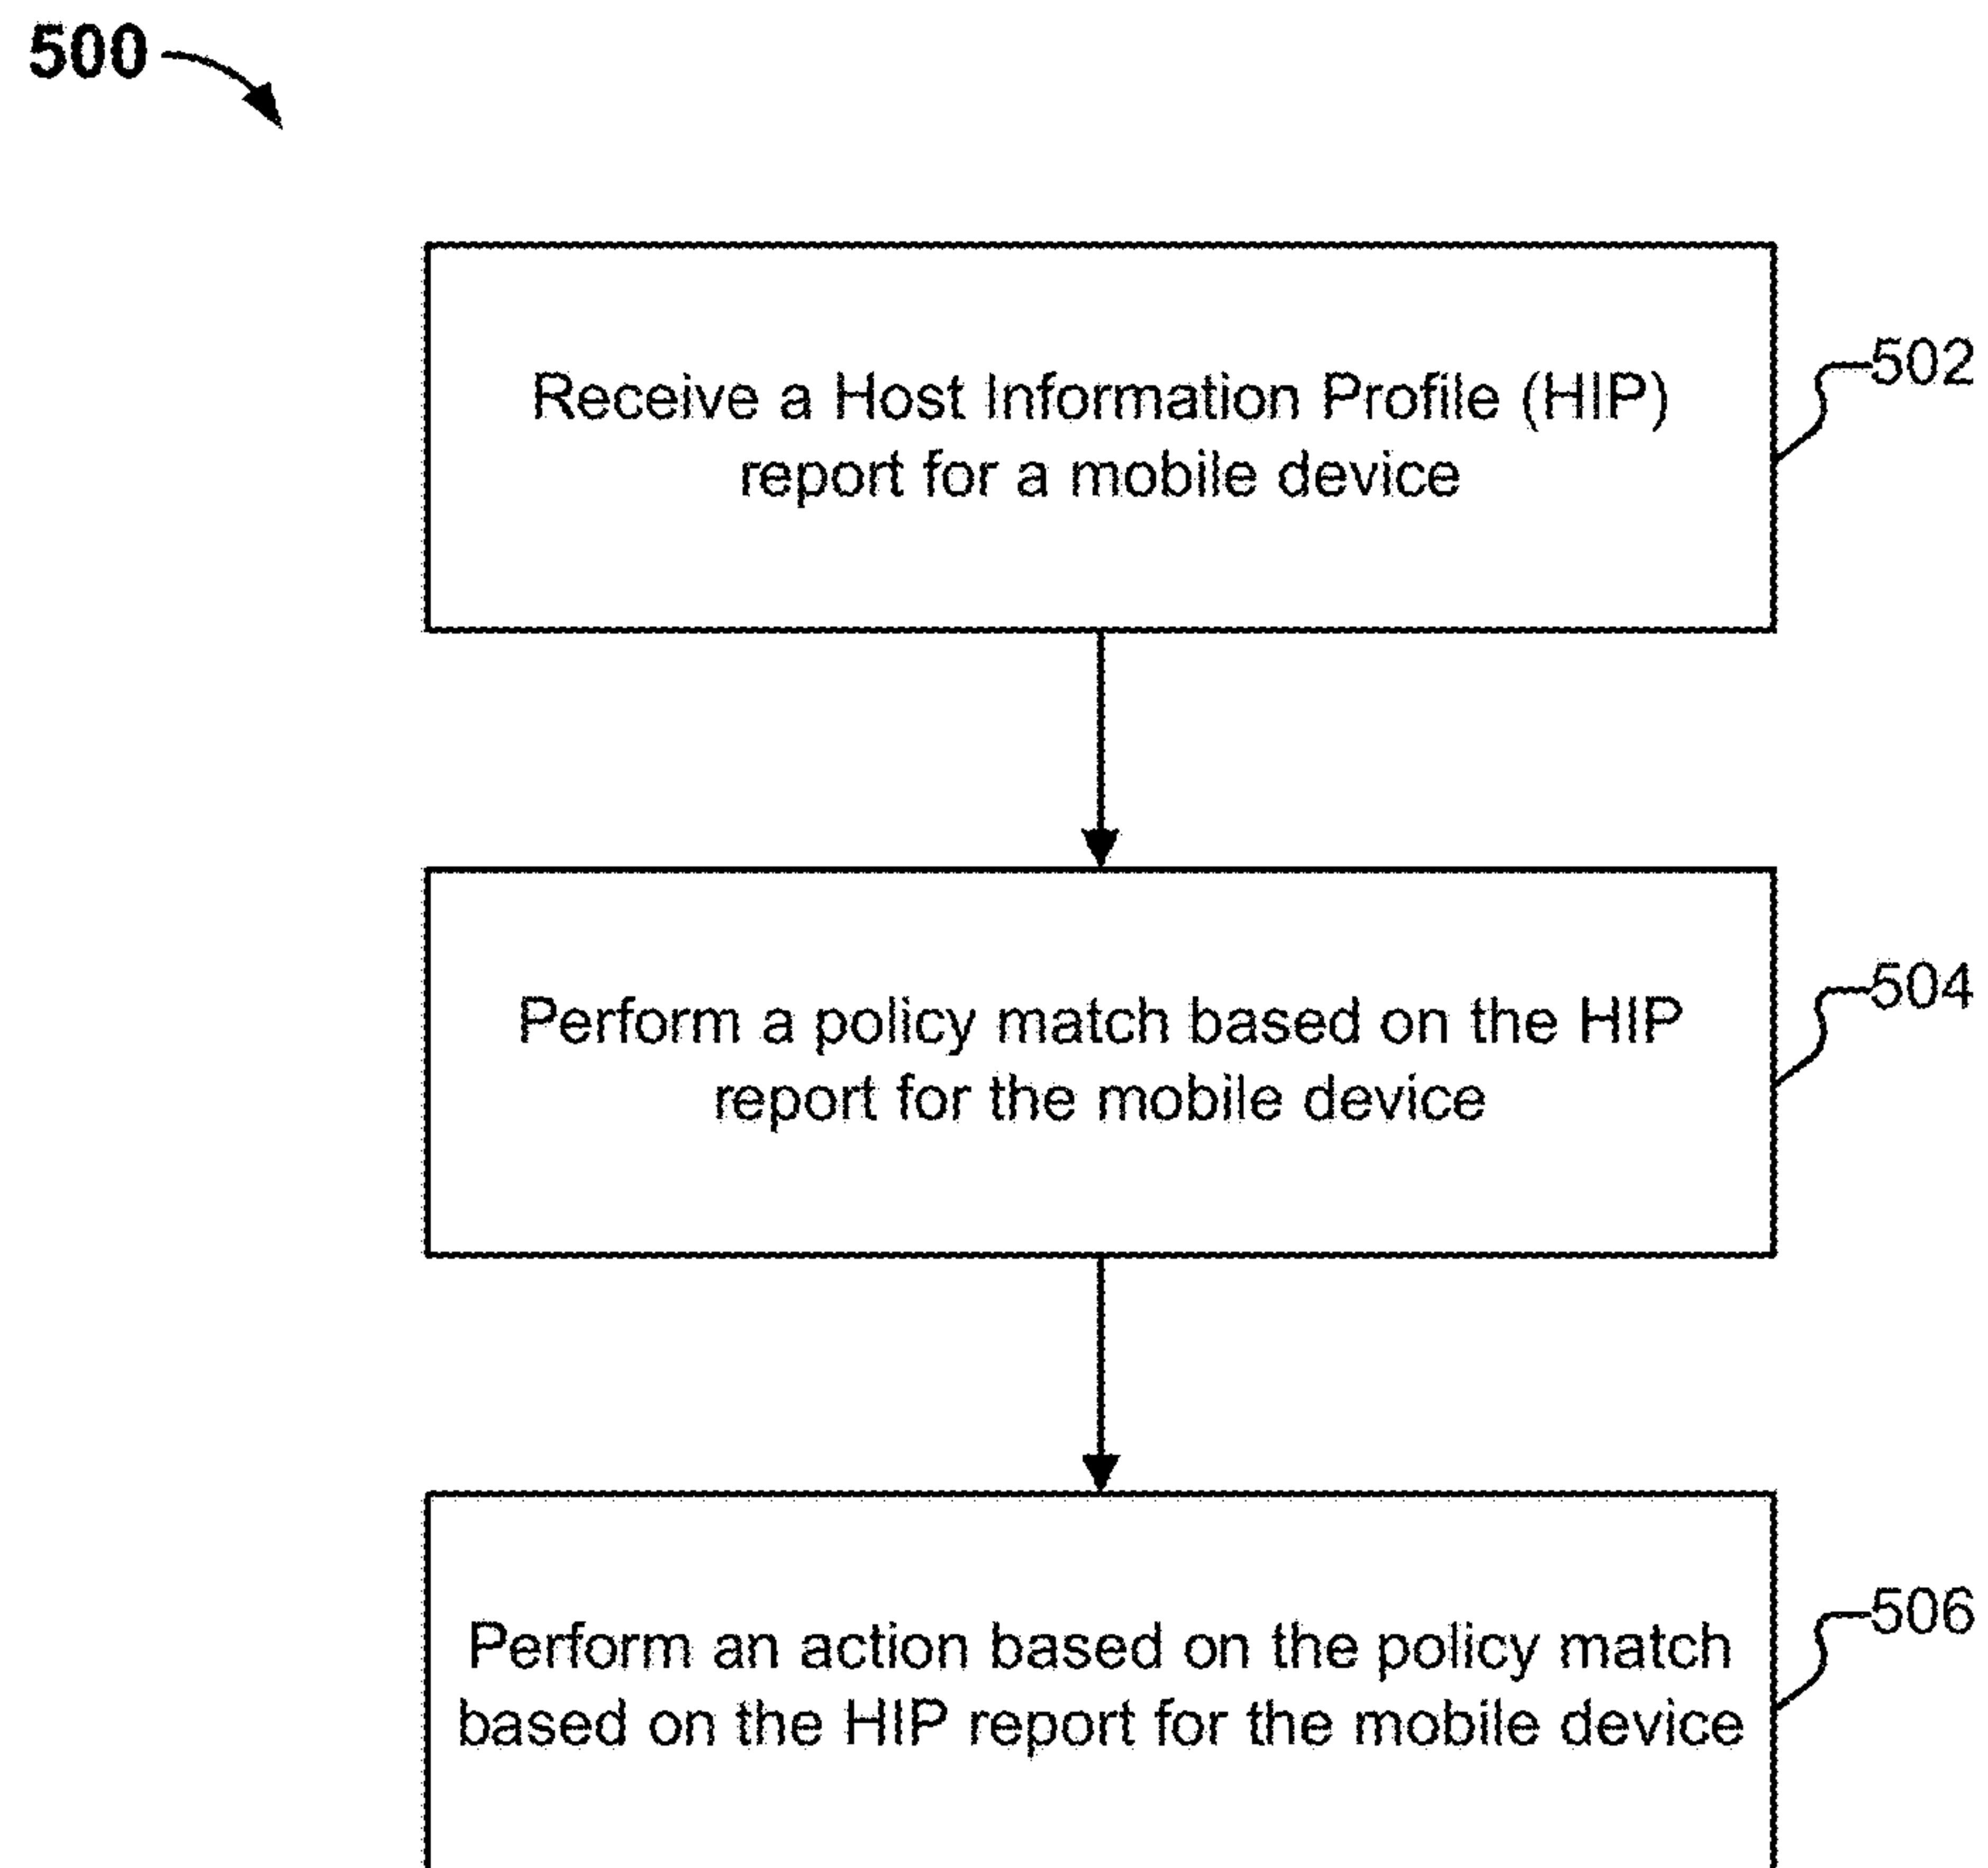 500
Receive a Host Information Profile (HIP)
report for a mobile device
502
Perform a policy match based on the HIP
report for the mobile device
504
Perform an action based on the policy match
based on the HIP report for the mobile device
506